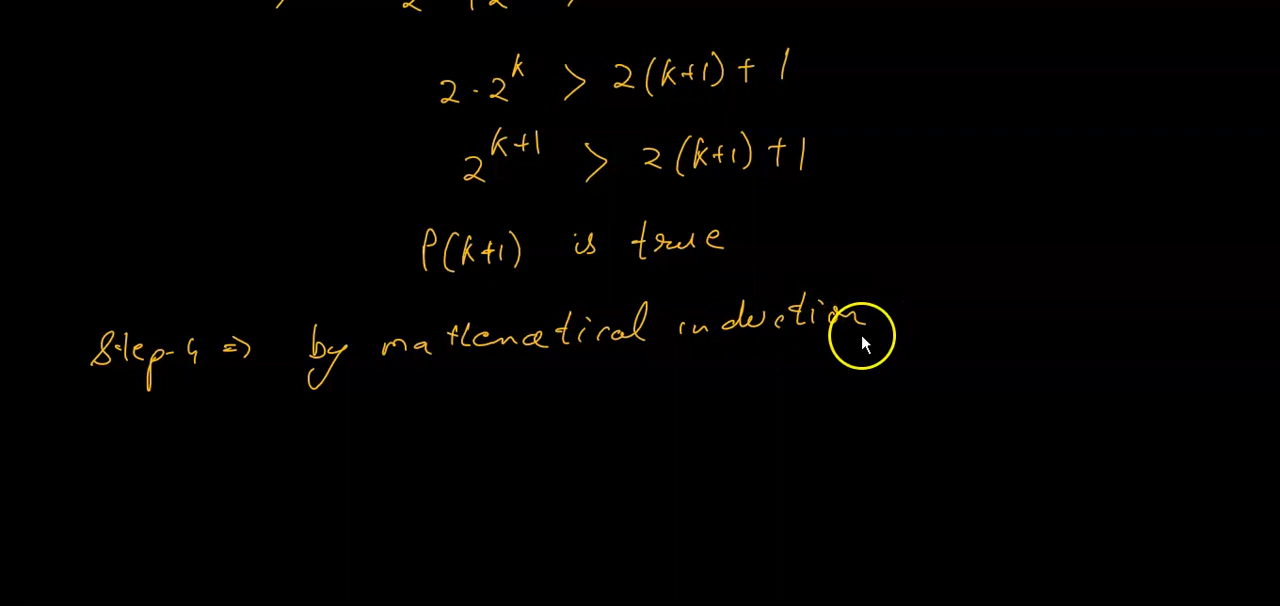 2 · 2^k > 2(k+1) + 1
2^{k+1} > 2(k+1) + 1
P(k+1) is true
Step-4 => by mathematical induction